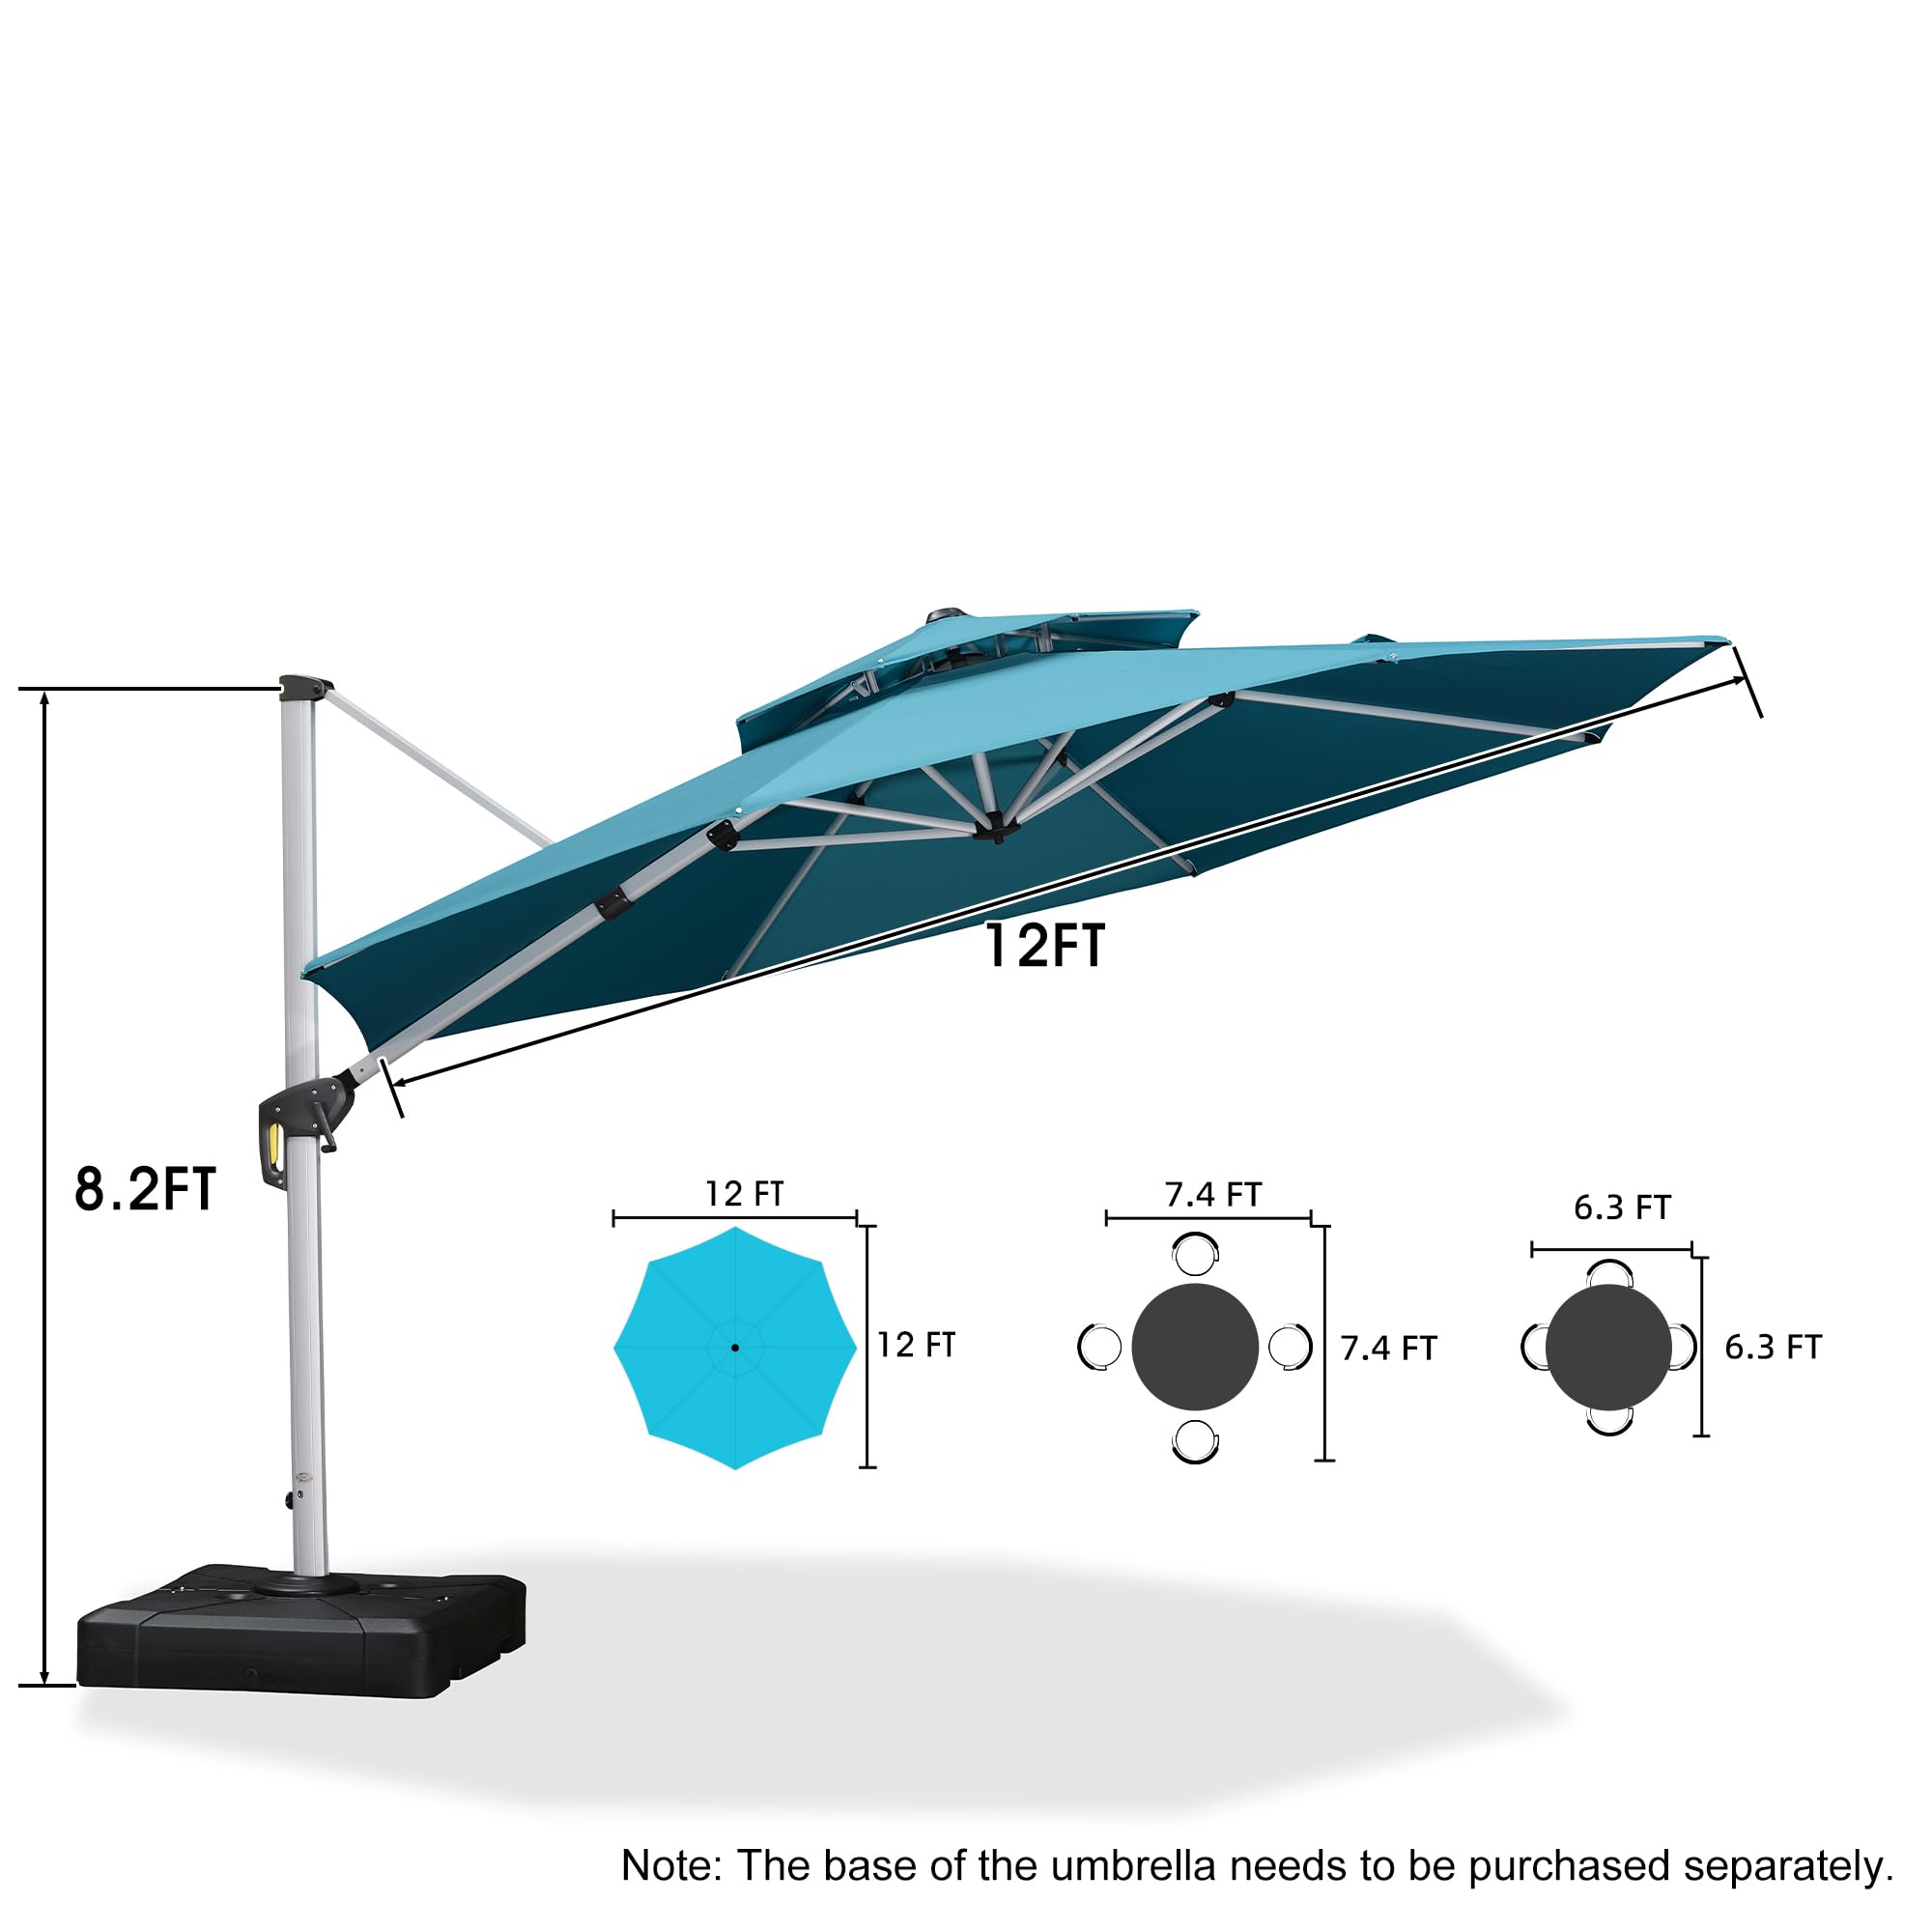 12FT
8.2FT
12 FT
12 FT
7.4 FT
7.4 FT
6.3 FT
6.3 FT
Note: The base of the umbrella needs to be purchased separately.